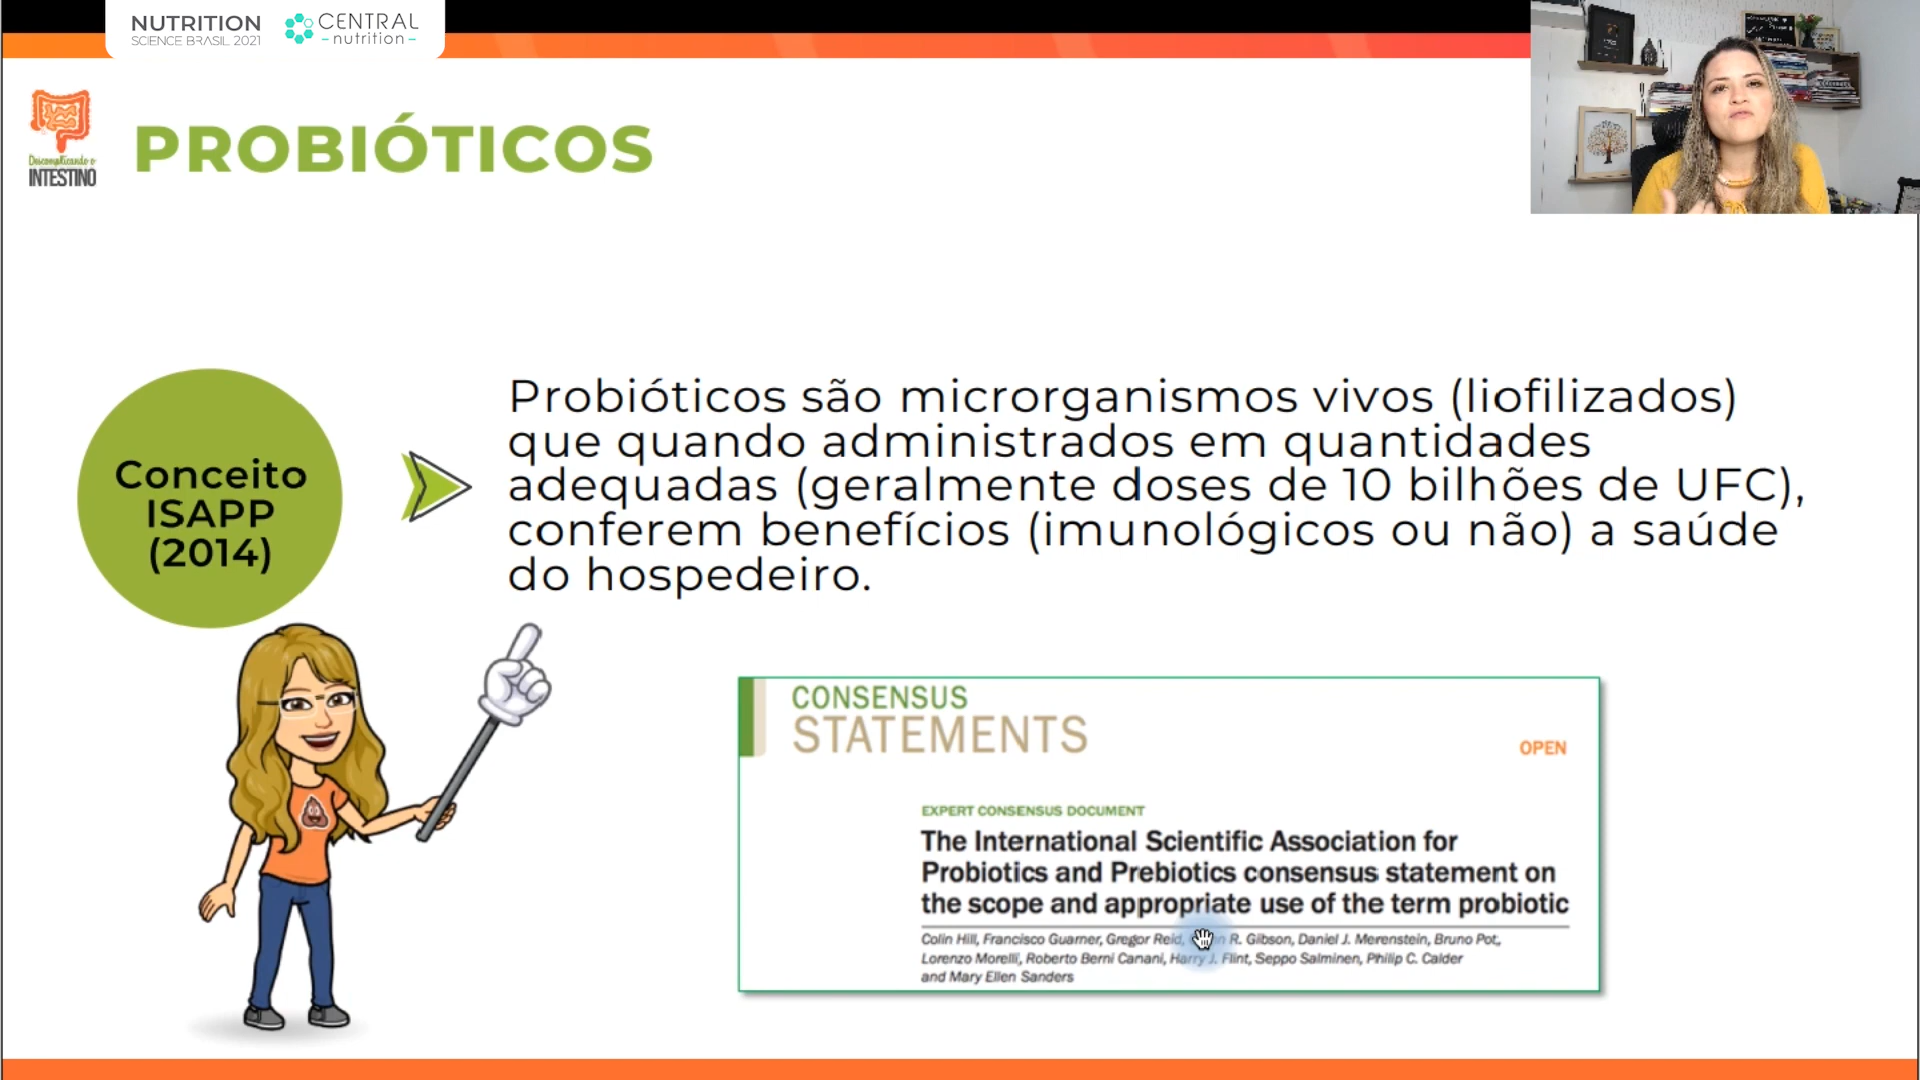 NUTRITION
SCIENCE BRASIL 2021
CENTRAL
nutrition
Descomplicando o
INTESTINO
PROBIÓTICOS
Conceito
ISAPP
(2014)
Probióticos são microrganismos vivos (liofilizados)
que quando administrados em quantidades
adequadas (geralmente doses de 10 bilhões de UFC),
conferem benefícios (imunológicos ou não) a saúde
do hospedeiro.
CONSENSUS
STATEMENTS
OPEN
EXPERT CONSENSUS DOCUMENT
The International Scientific Association for
Probiotics and Prebiotics consensus statement on
the scope and appropriate use of the term probiotic
Colin Hill, Francisco Guarner, Gregor Reid, R. Gibson, Daniel J. Merenstein, Bruno Pot,
Lorenzo Morelli, Roberto Berni Canani, Harry J. Flint, Seppo Salminen, Philip C. Calder
and Mary Ellen Sanders